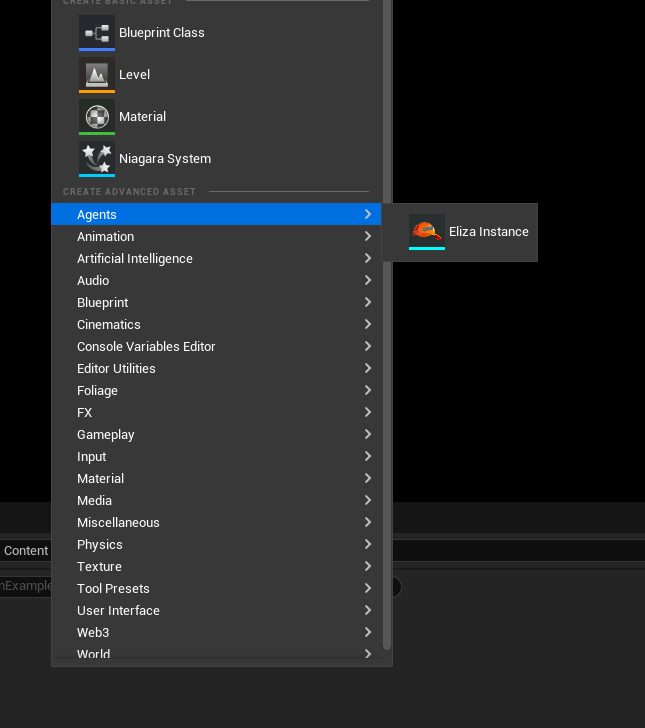 CREATE BASIC ASSET
Blueprint Class
Level
Material
Niagara System
CREATE ADVANCED ASSET
Agents
Eliza Instance
Animation
Artificial Intelligence
Audio
Blueprint
Cinematics
Console Variables Editor
Editor Utilities
Foliage
FX
Gameplay
Input
Material
Media
Miscellaneous
Physics
Content
Texture
Tool Presets
User Interface
Web3
World